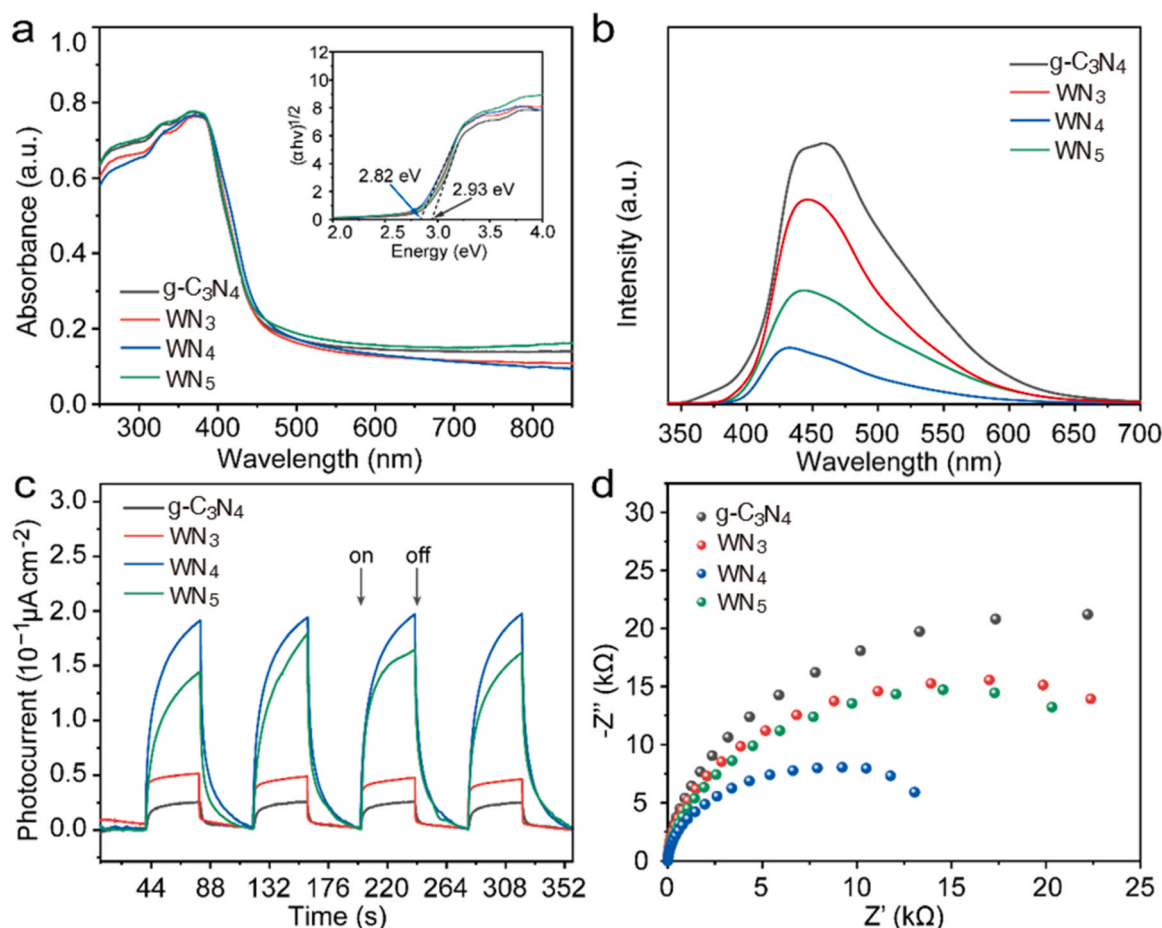 a
1.0
0.8
0.6
0.4
0.2
0.0
Absorbance (a.u.)
300 400 500 600 700 800
Wavelength (nm)
g-C₃N₄
WN₃
WN₄
WN₅
12
10
8
6
4
2
0
(αhν)¹/²
2.82 eV
2.93 eV
2.0 2.5 3.0 3.5 4.0
Energy (eV)
b
g-C₃N₄
WN₃
WN₄
WN₅
Intensity (a.u.)
350 400 450 500 550 600 650 700
Wavelength (nm)
c
3.0
2.5
2.0
1.5
1.0
0.5
0.0
Photocurrent (10⁻¹μA cm⁻²)
g-C₃N₄
WN₃
WN₄
WN₅
on off
44 88 132 176 220 264 308 352
Time (s)
d
30
25
20
15
10
5
0
-Z" (kΩ)
g-C₃N₄
WN₃
WN₄
WN₅
0 5 10 15 20 25
Z' (kΩ)